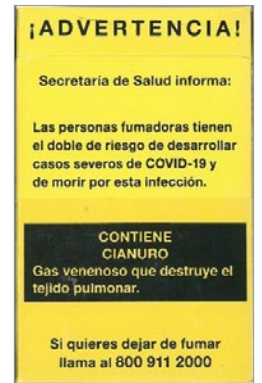 ¡ADVERTENCIA!
Secretaría de Salud informa:
Las personas fumadoras tienen
el doble de riesgo de desarrollar
casos severos de COVID-19 y
de morir por esta infección.
CONTIENE
CIANURO
Gas venenoso que destruye el
tejido pulmonar.
Si quieres dejar de fumar
llama al 800 911 2000